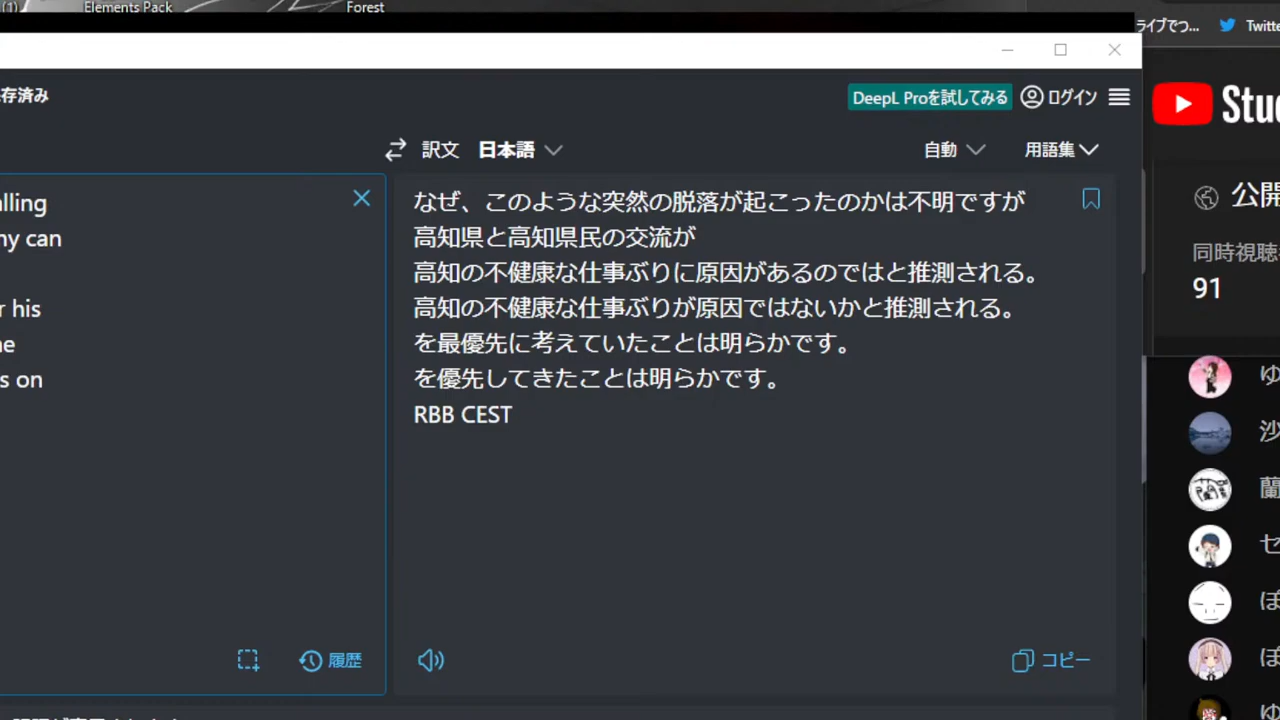 (1)
Elements Pack
Forest
ライブでつ...
存済み
DeepL Proを試してみる
ログイン
訳文 日本語
自動
用語集
lling
ny can
r his
s on
なぜ、このような突然の脱落が起こったのかは不明ですが
高知県と高知県民の交流が
高知の不健康な仕事ぶりに原因があるのではと推測される。
高知の不健康な仕事ぶりが原因ではないかと推測される。
を最優先に考えていたことは明らかです。
を優先してきたことは明らかです。
RBB CEST
履歴
コピー
Stu
公開
同時視聴
91
ゆ
沙
蘭
セ
ぽ
ぽ
ゆ